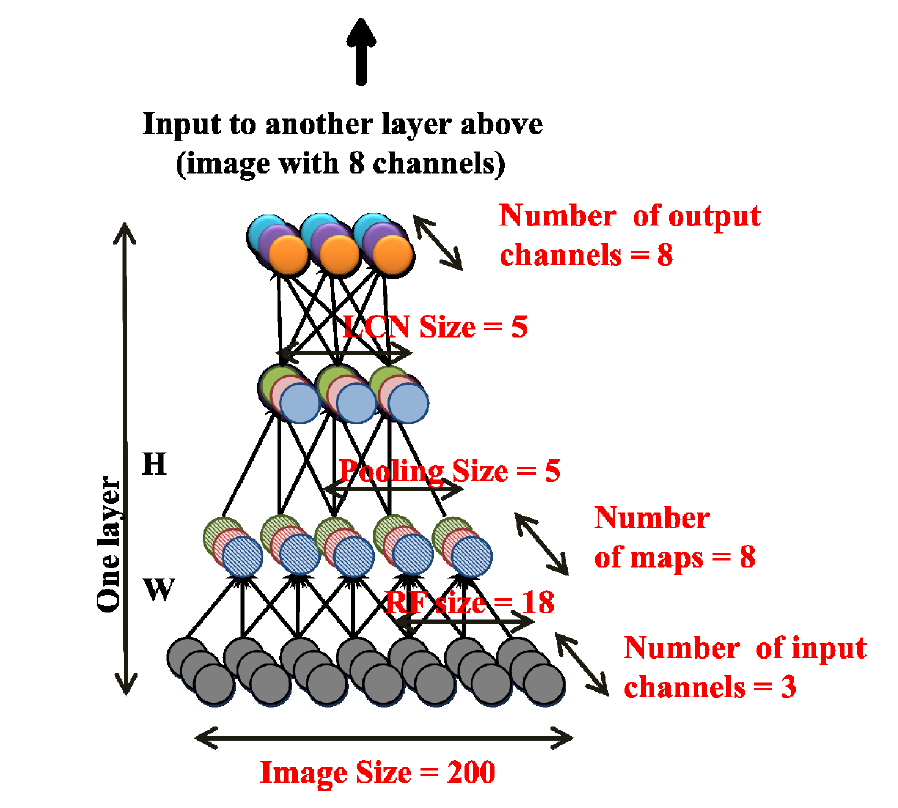 Input to another layer above
(image with 8 channels)
Number of output
channels = 8
LCN Size = 5
H
Pooling Size = 5
Number
of maps = 8
One layer
W
RF size = 18
Number of input
channels = 3
Image Size = 200